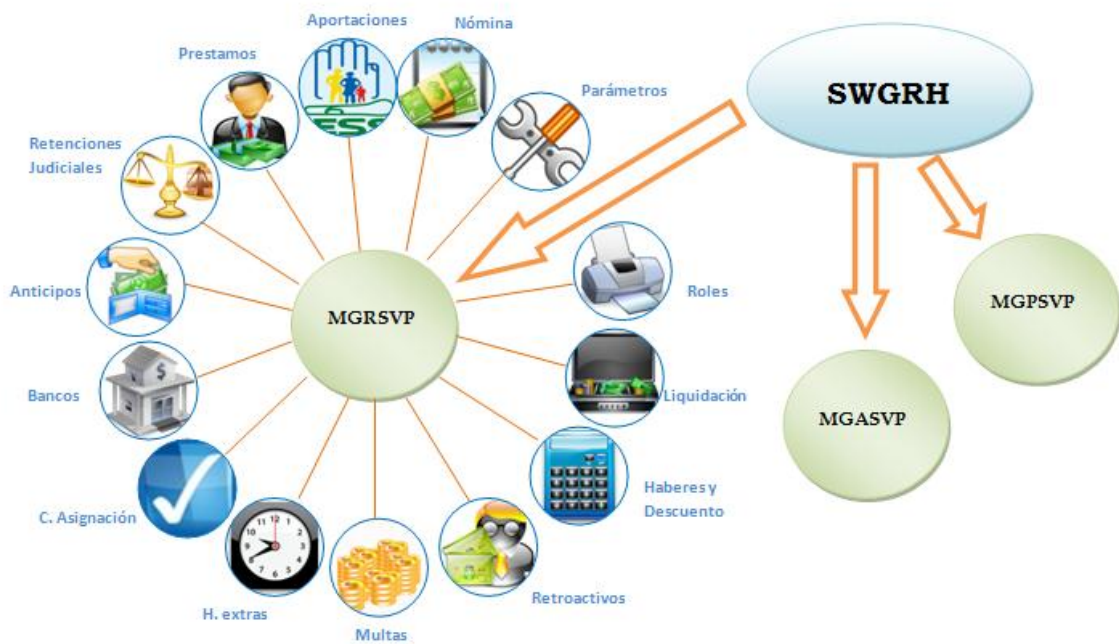 Aportaciones
Nómina
Prestamos
Parámetros
SWGRH
Retenciones
Judiciales
Anticipos
MGRSVP
Roles
MGPSVP
Bancos
Liquidación
MGASVP
C. Asignación
Haberes y
Descuento
H. extras
Multas
Retroactivos